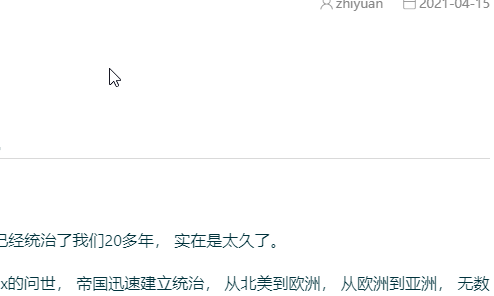 zhiyuan 2021-04-15
已经统治了我们20多年， 实在是太久了。
x的问世， 帝国迅速建立统治， 从北美到欧洲， 从欧洲到亚洲， 无数